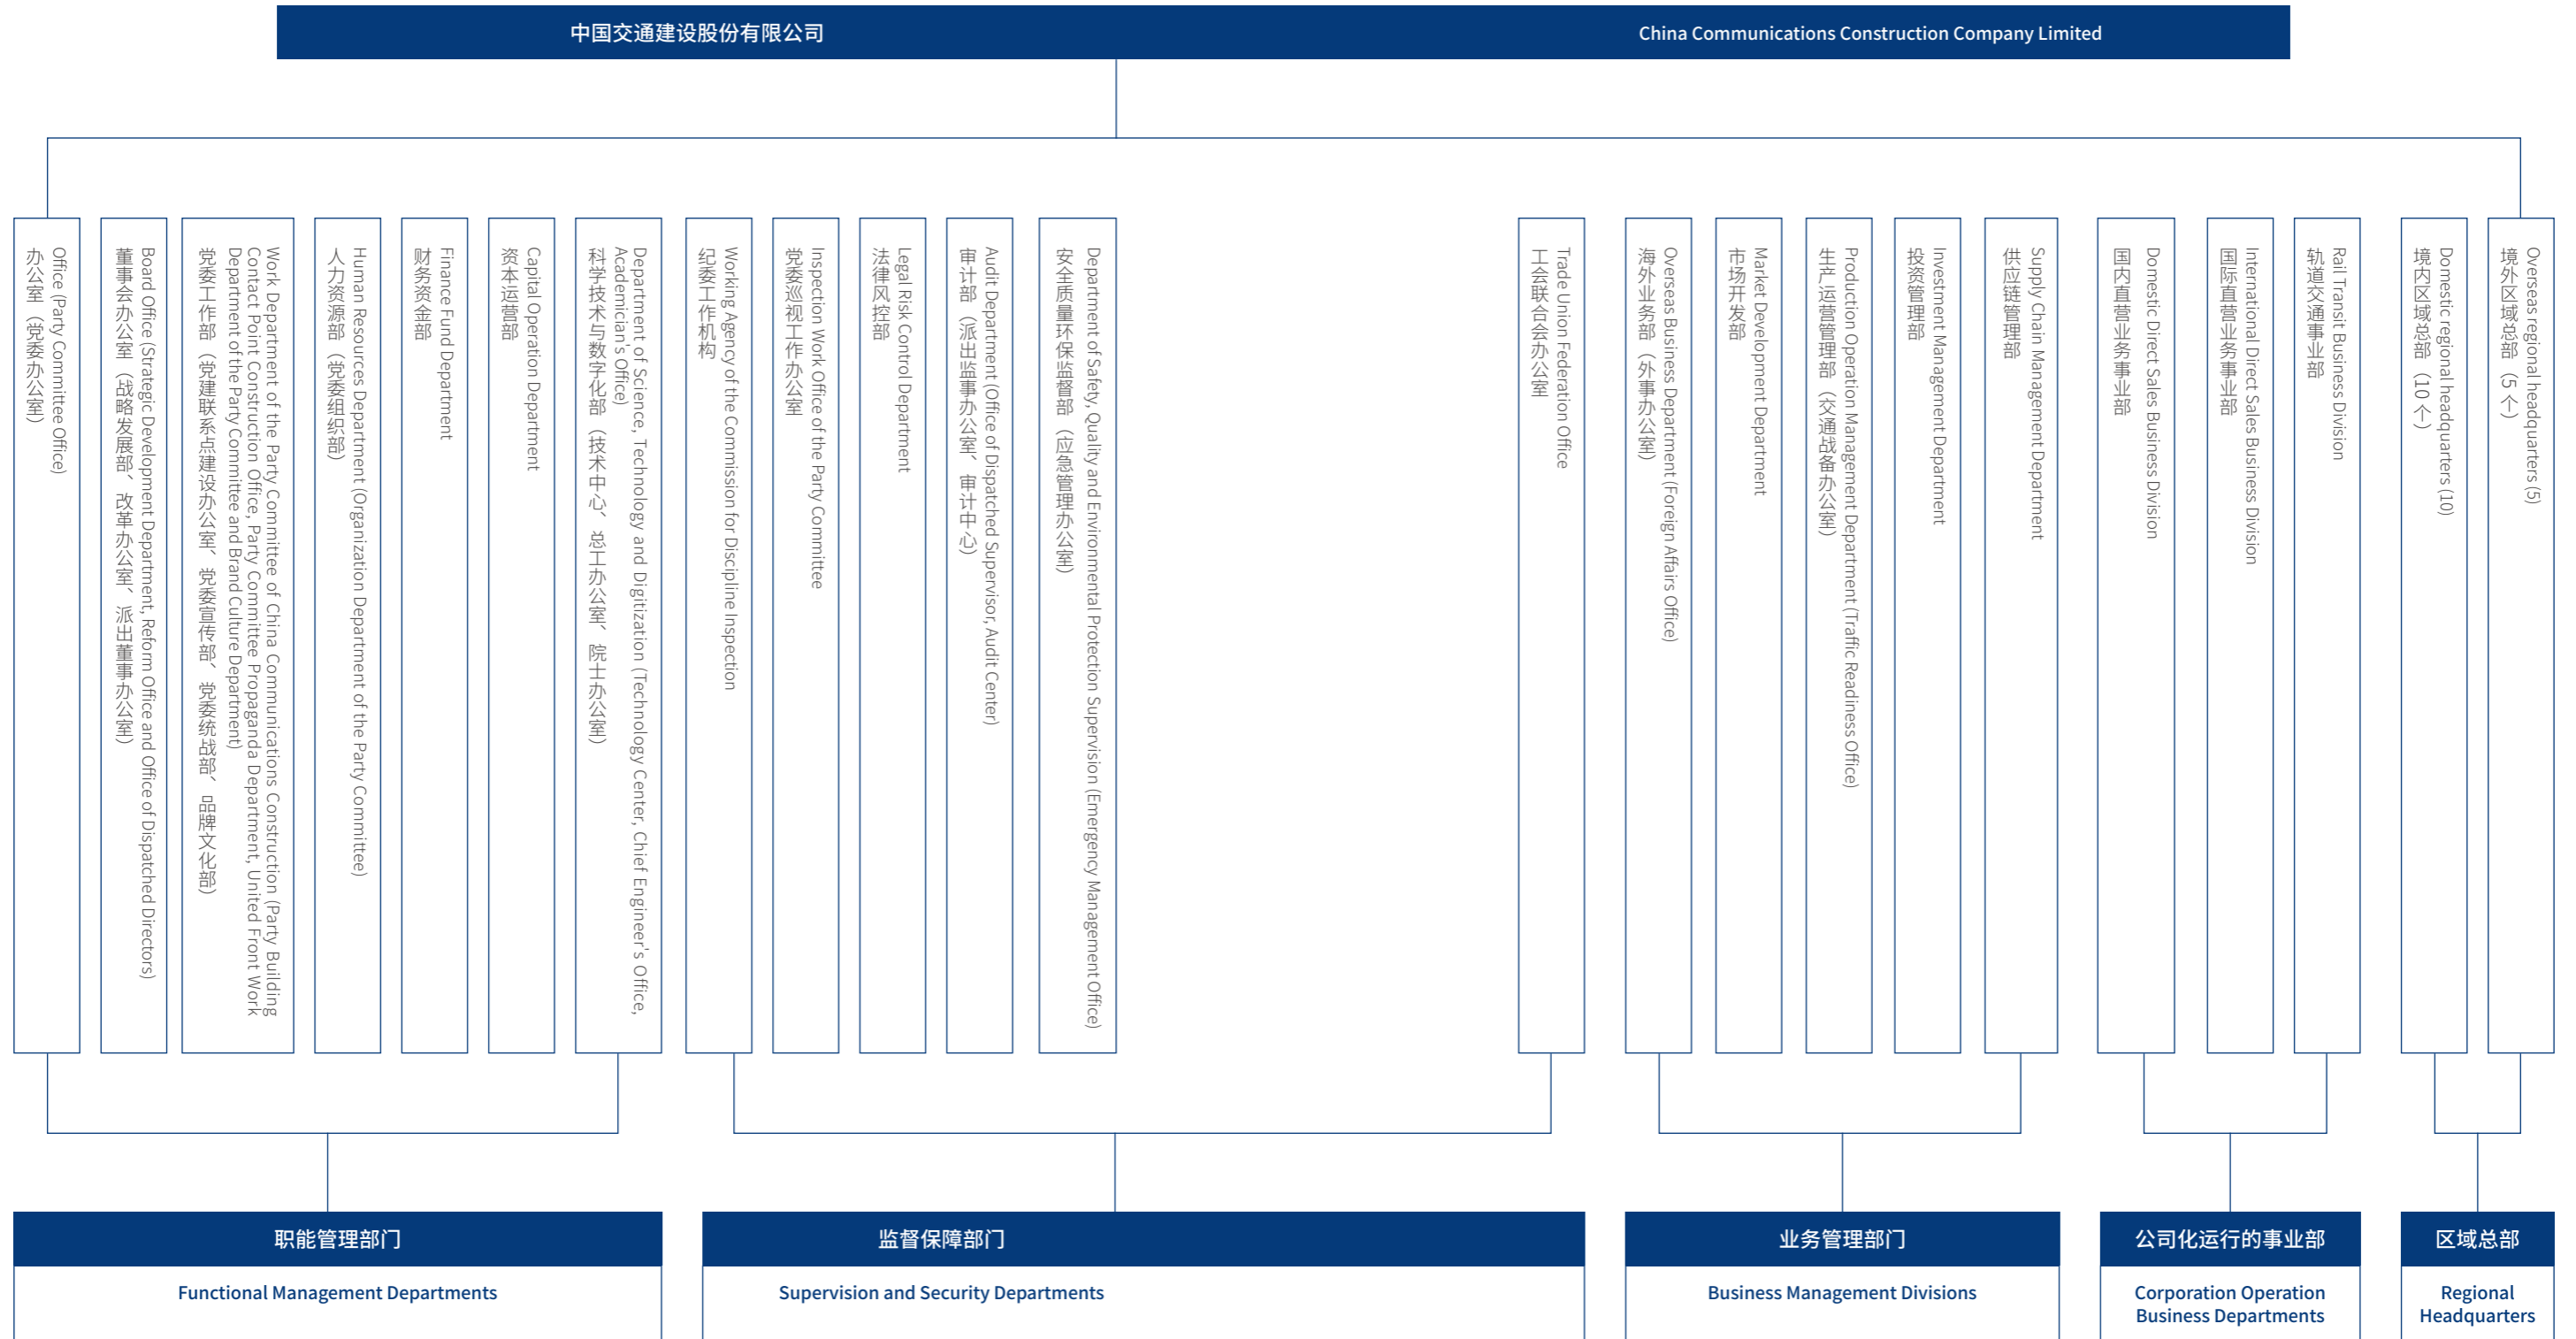 中国交通建设股份有限公司
China Communications Construction Company Limited
Office (Party Committee Office)
办公室（党委办公室）
Board Office (Strategic Development Department, Reform Office and Office of Dispatched Directors)
董事会办公室（战略发展部、改革办公室、派出董事办公室）
Work Department of the Party Committee of China Communications Construction (Party Building
Contact Point Construction Office, Party Committee Propaganda Department, United Front Work
Department of the Party Committee and Brand Culture Department)
党委工作部（党建联系点建设办公室、党委宣传部、党委统战部、品牌文化部）
Human Resources Department (Organization Department of the Party Committee)
人力资源部（党委组织部）
Finance Fund Department
财务资金部
Capital Operation Department
资本运营部
Department of Science, Technology and Digitization (Technology Center, Chief Engineer's Office,
Academician's Office)
科学技术与数字化部（技术中心、总工办公室、院士办公室）
Working Agency of the Commission for Discipline Inspection
纪委工作机构
Inspection Work Office of the Party Committee
党委巡视工作办公室
Legal Risk Control Department
法律风控部
Audit Department (Office of Dispatched Supervisor, Audit Center)
审计部（派出监事办公室、审计中心）
Department of Safety, Quality and Environmental Protection Supervision (Emergency Management Office)
安全质量环保监督部（应急管理办公室）
Trade Union Federation Office
工会联合会办公室
Overseas Business Department (Foreign Affairs Office)
海外业务部（外事办公室）
Market Development Department
市场开发部
Production Operation Management Department (Traffic Readiness Office)
生产运营管理部（交通战备办公室）
Investment Management Department
投资管理部
Supply Chain Management Department
供应链管理部
Domestic Direct Sales Business Division
国内直营业务事业部
International Direct Sales Business Division
国际直营业务事业部
Rail Transit Business Division
轨道交通事业部
Domestic regional headquarters (10)
境内区域总部（10 个）
Overseas regional headquarters (5)
境外区域总部（5 个）
职能管理部门
Functional Management Departments
监督保障部门
Supervision and Security Departments
业务管理部门
Business Management Divisions
公司化运行的事业部
Corporation Operation
Business Departments
区域总部
Regional
Headquarters